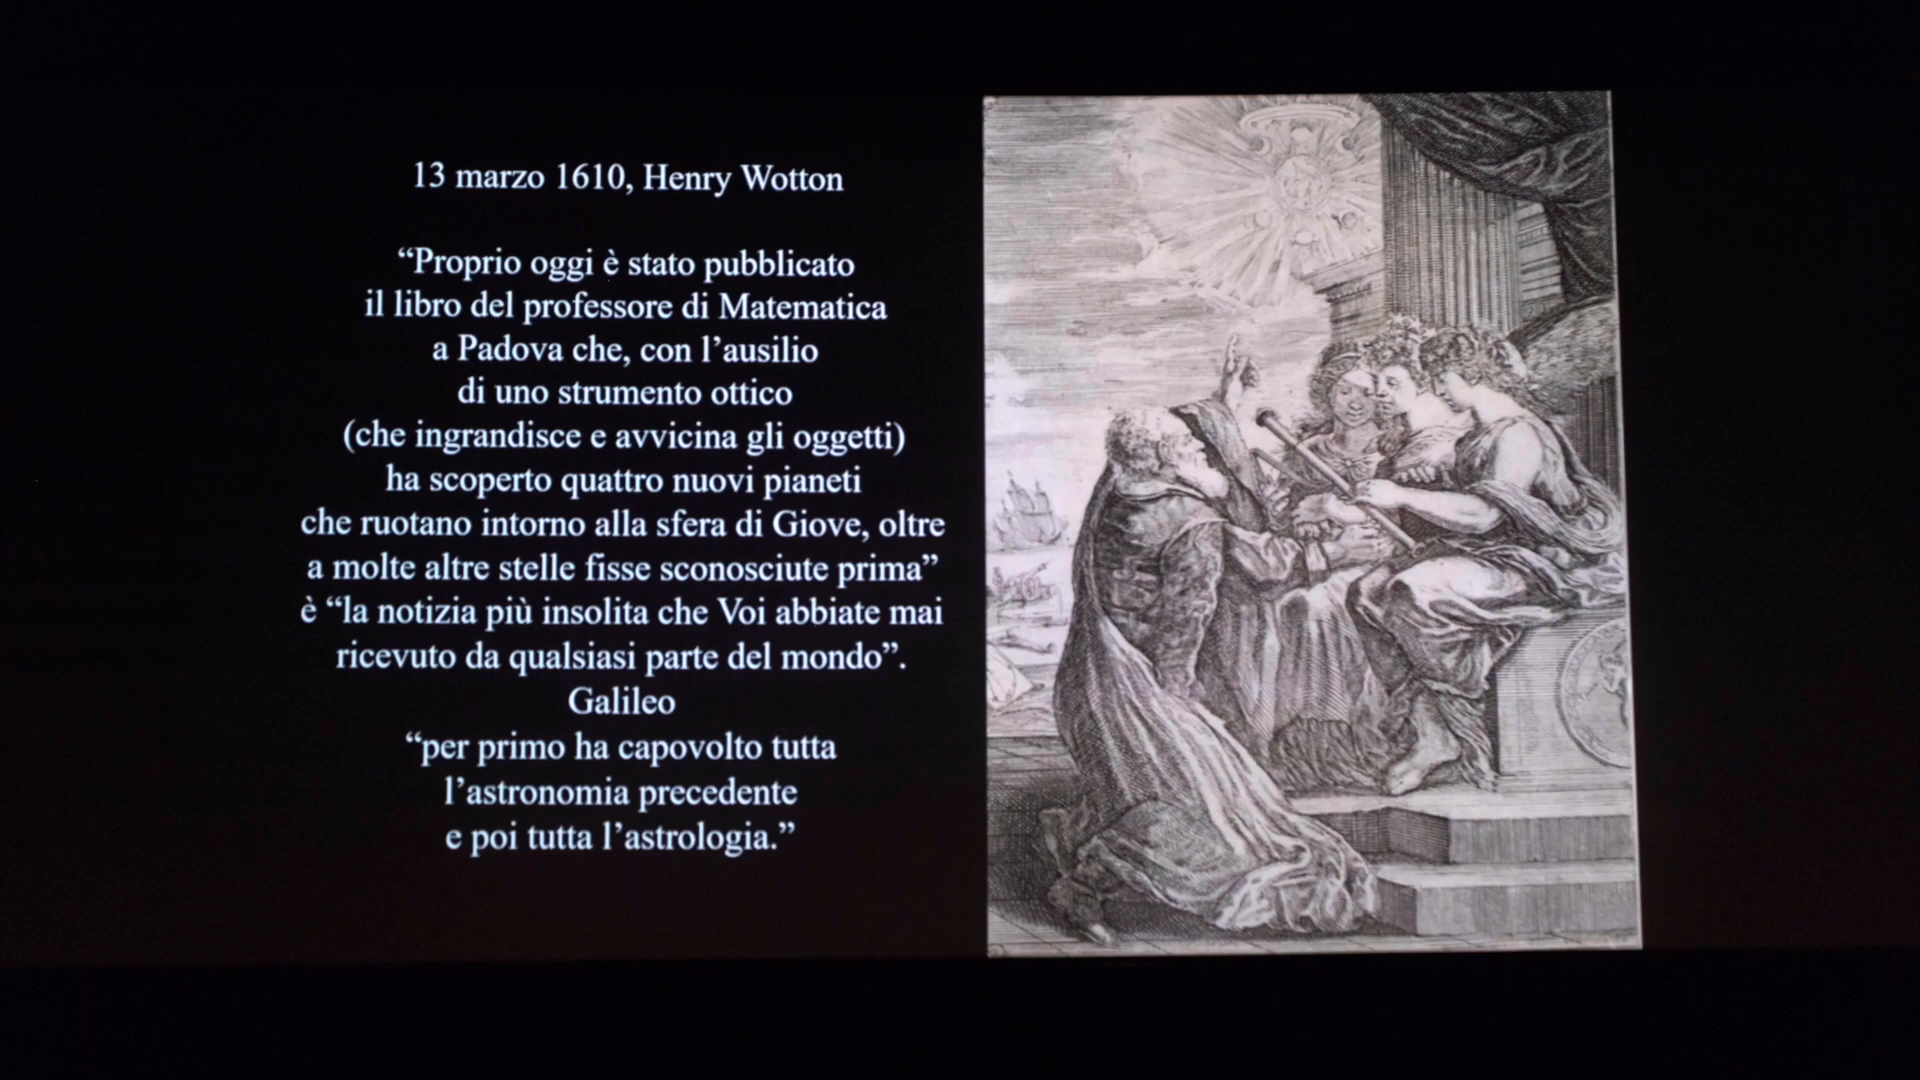 13 marzo 1610, Henry Wotton
“Proprio oggi è stato pubblicato
il libro del professore di Matematica
a Padova che, con l’ausilio
di uno strumento ottico
(che ingrandisce e avvicina gli oggetti)
ha scoperto quattro nuovi pianeti
che ruotano intorno alla sfera di Giove, oltre
a molte altre stelle fisse sconosciute prima”
è “la notizia più insolita che Voi abbiate mai
ricevuto da qualsiasi parte del mondo”.
Galileo
“per primo ha capovolto tutta
l’astronomia precedente
e poi tutta l’astrologia.”